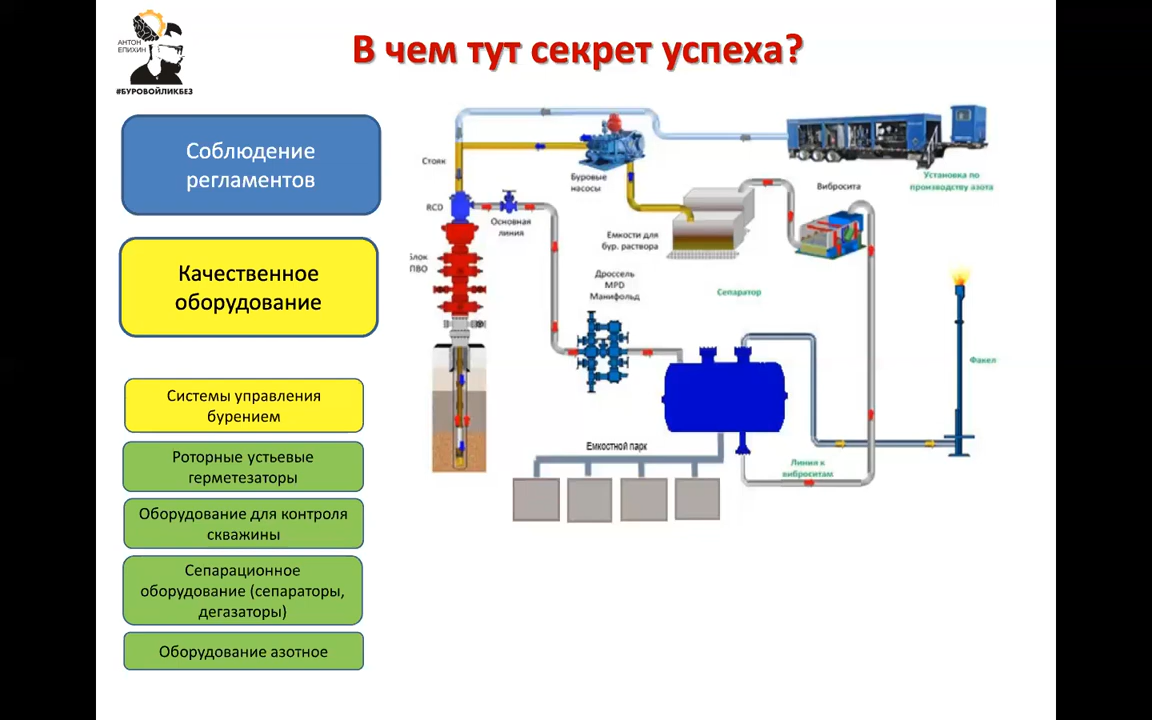 АНТОН
ЕПИХИН
#БУРОВОЙЛИКБЕЗ
В чем тут секрет успеха?
Соблюдение
регламентов
Качественное
оборудование
Системы управления
бурением
Роторные устьевые
герметезаторы
Оборудование для контроля
скважины
Сепарационное
оборудование (сепараторы,
дегазаторы)
Оборудование азотное
Стояк
Буровые
насосы
Установка по
производству азота
Вибросита
RCD
Основная
линия
Емкости для
бур. раствора
Блок
ПВО
Дроссель
MPD
Манифольд
Сепаратор
Факел
Емкостной парк
Линия к
виброситам